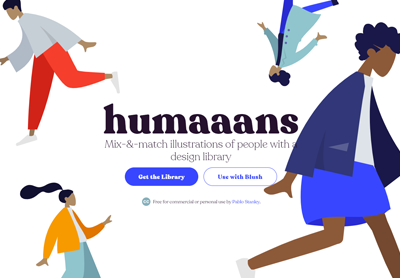 humaaans
Mix-&-match illustrations of people with a
design library
Get the Library
Use with Blush
CC
Free for commercial or personal use by Pablo Stanley.